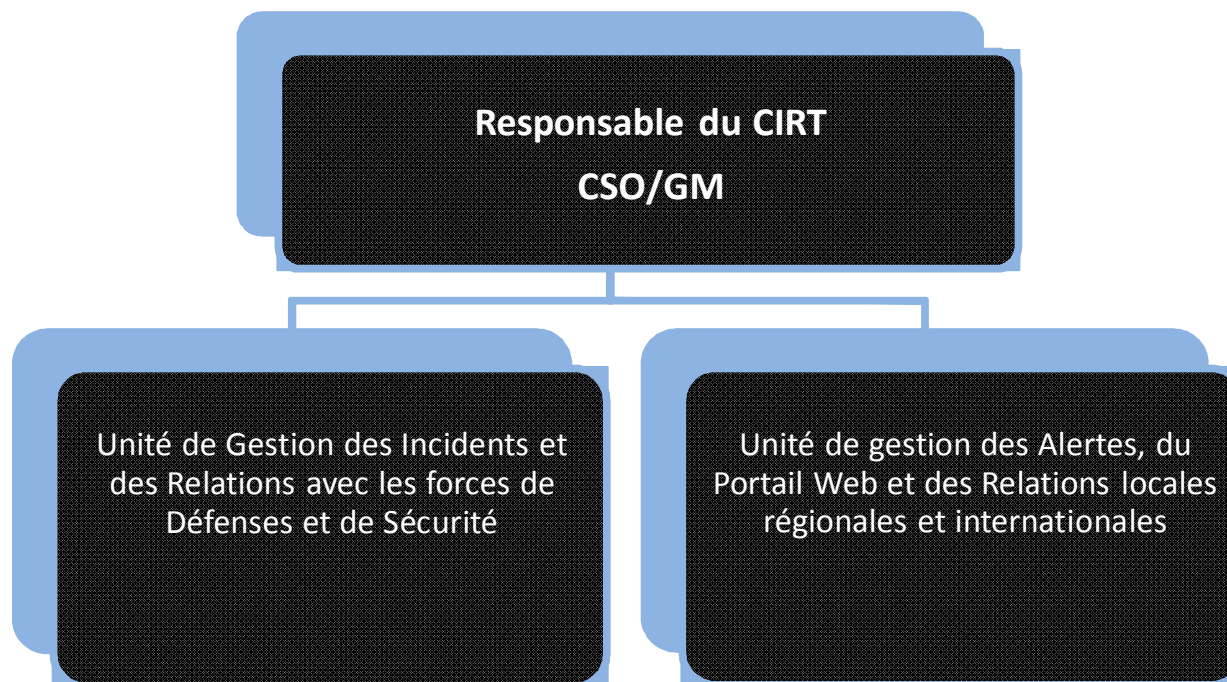 Responsable du CIRT
CSO/GM
Unité de Gestion des Incidents et
des Relations avec les forces de
Défenses et de Sécurité
Unité de gestion des Alertes, du
Portail Web et des Relations locales
régionales et internationales